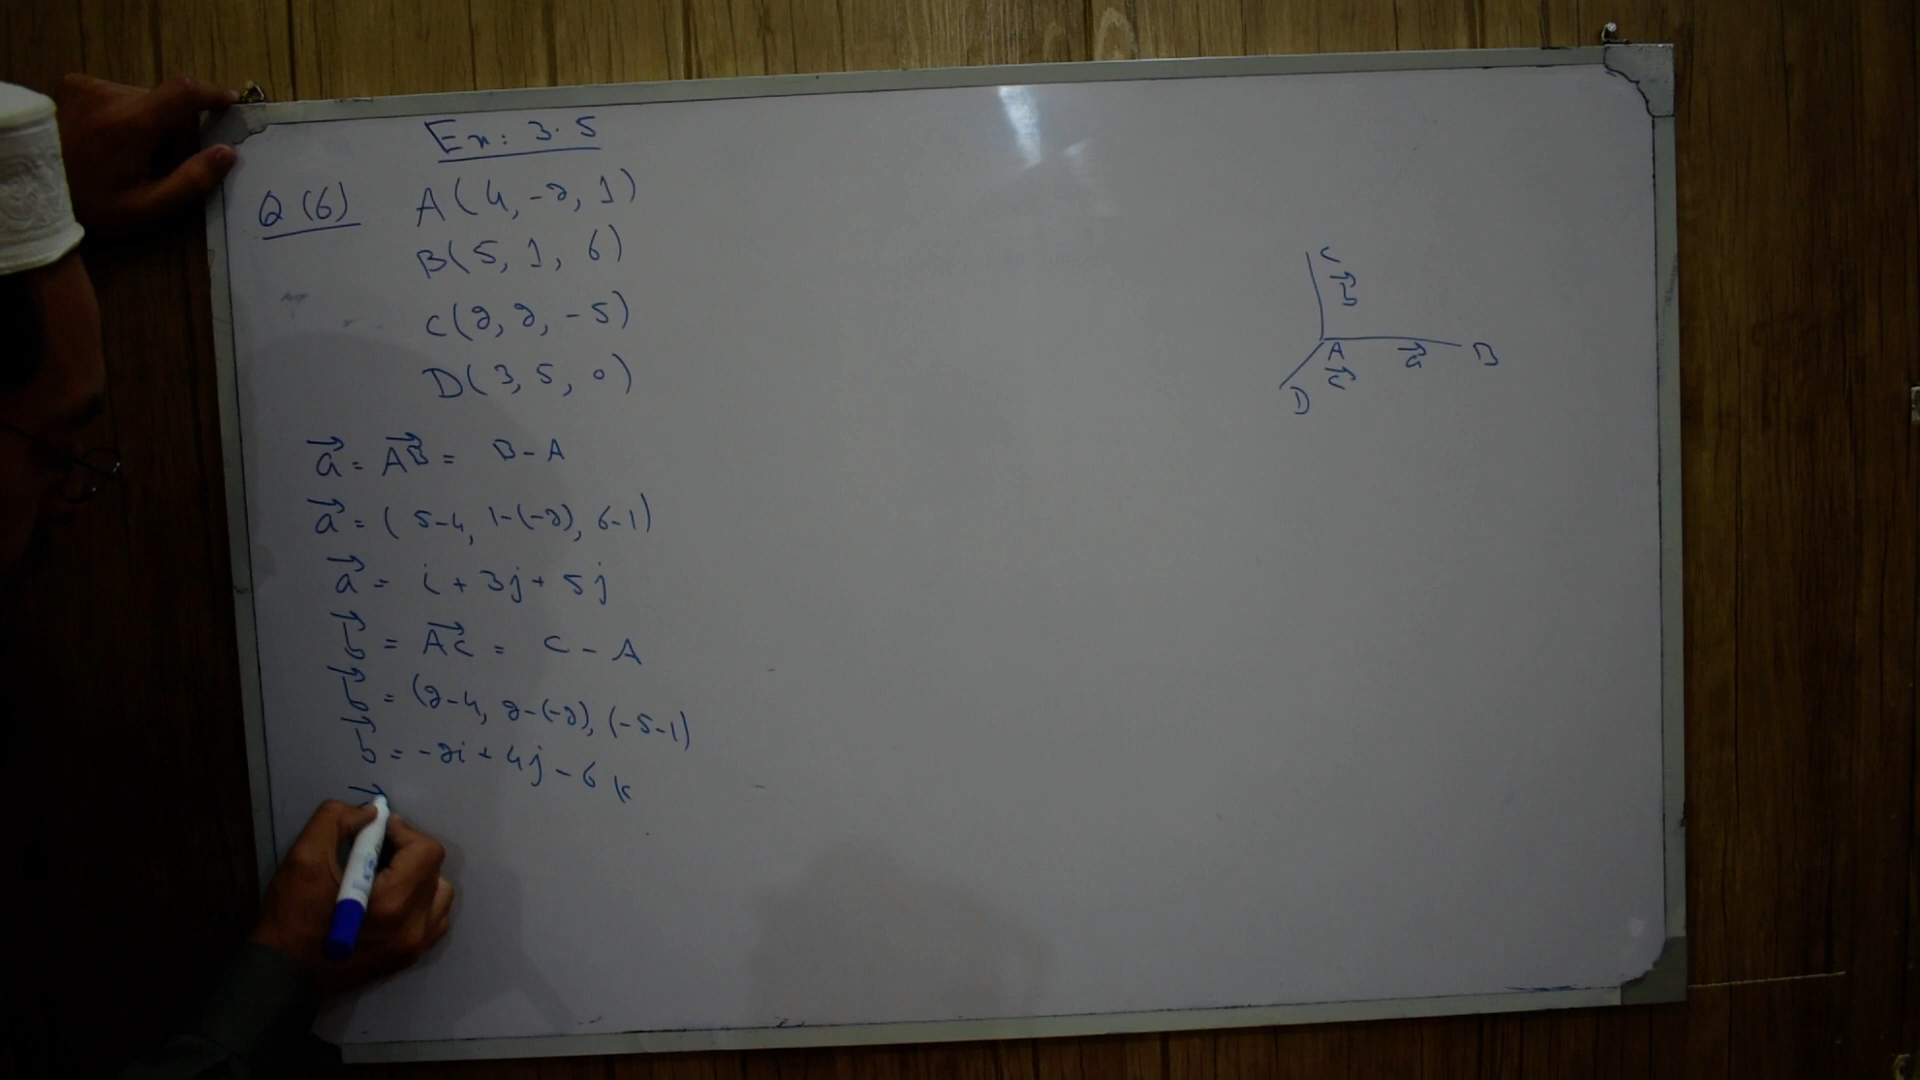 Ex: 3.5
Q(6)
A(4, -2, 1)
B(5, 1, 6)
C(2, 2, -5)
D(3, 5, 0)
a⃗ = AB⃗ = B - A
a⃗ = (5-4, 1-(-2), 6-1)
a⃗ = i + 3j + 5j
b⃗ = AC⃗ = C - A
b⃗ = (2-4, 2-(-2), (-5-1)
b⃗ = -2i + 4j - 6k
C
b⃗
A
a⃗
B
c⃗
D